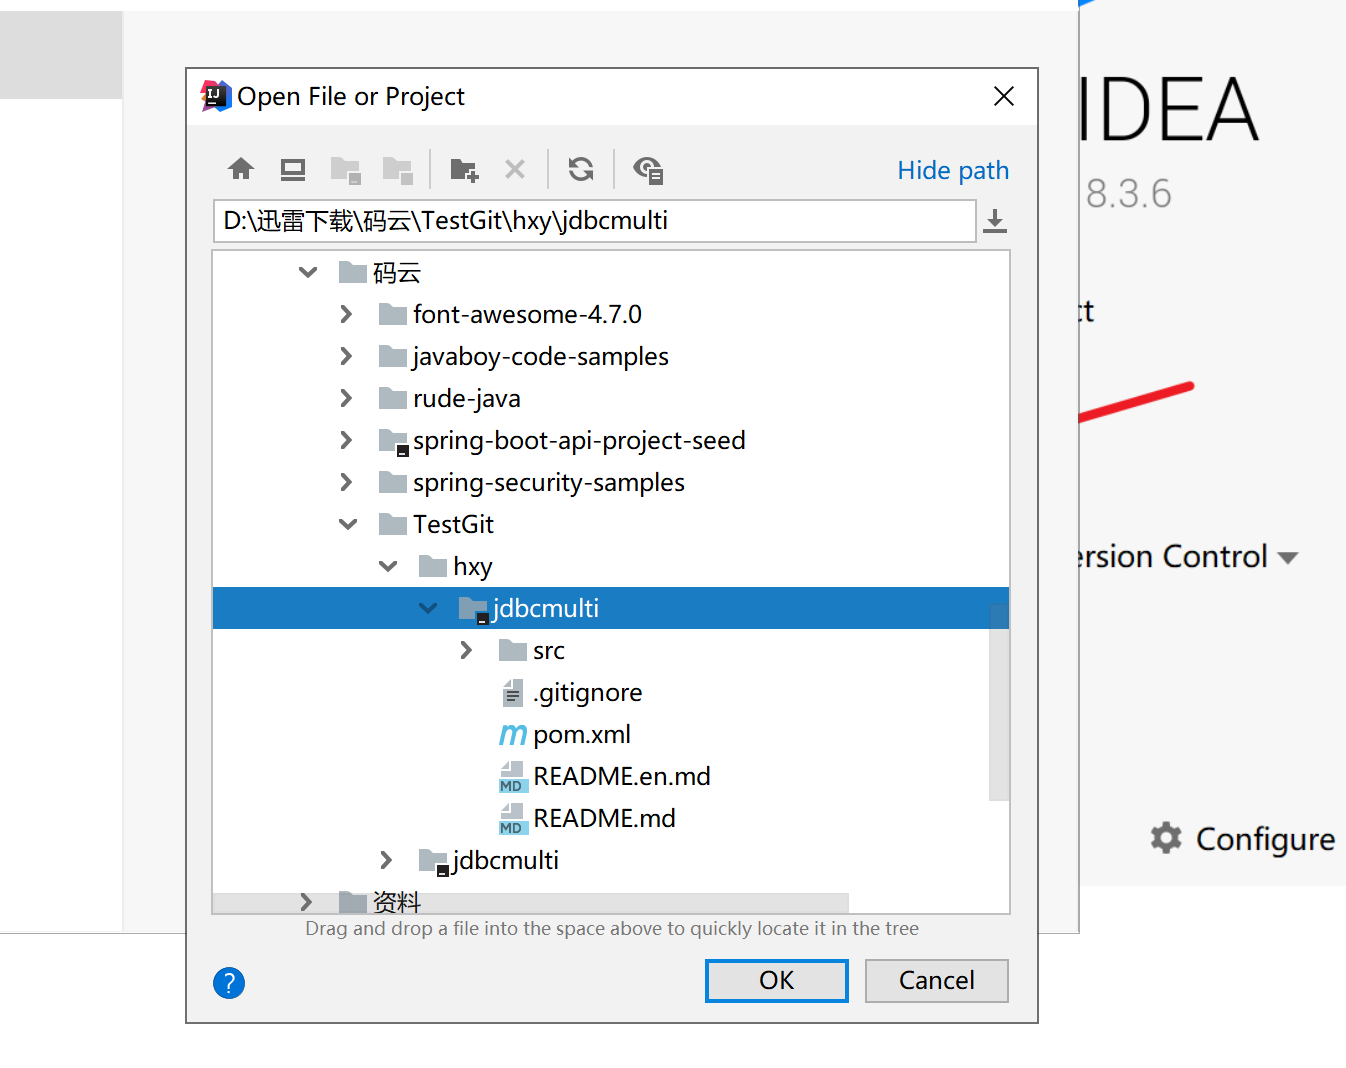 Open File or Project
IDEA
Hide path
8.3.6
D:\迅雷下载\码云\TestGit\hxy\jdbcmulti
码云
font-awesome-4.7.0
ct
javaboy-code-samples
rude-java
spring-boot-api-project-seed
spring-security-samples
TestGit
ersion Control
hxy
jdbcmulti
src
.gitignore
pom.xml
README.en.md
README.md
Configure
jdbcmulti
资料
Drag and drop a file into the space above to quickly locate it in the tree
OK
Cancel